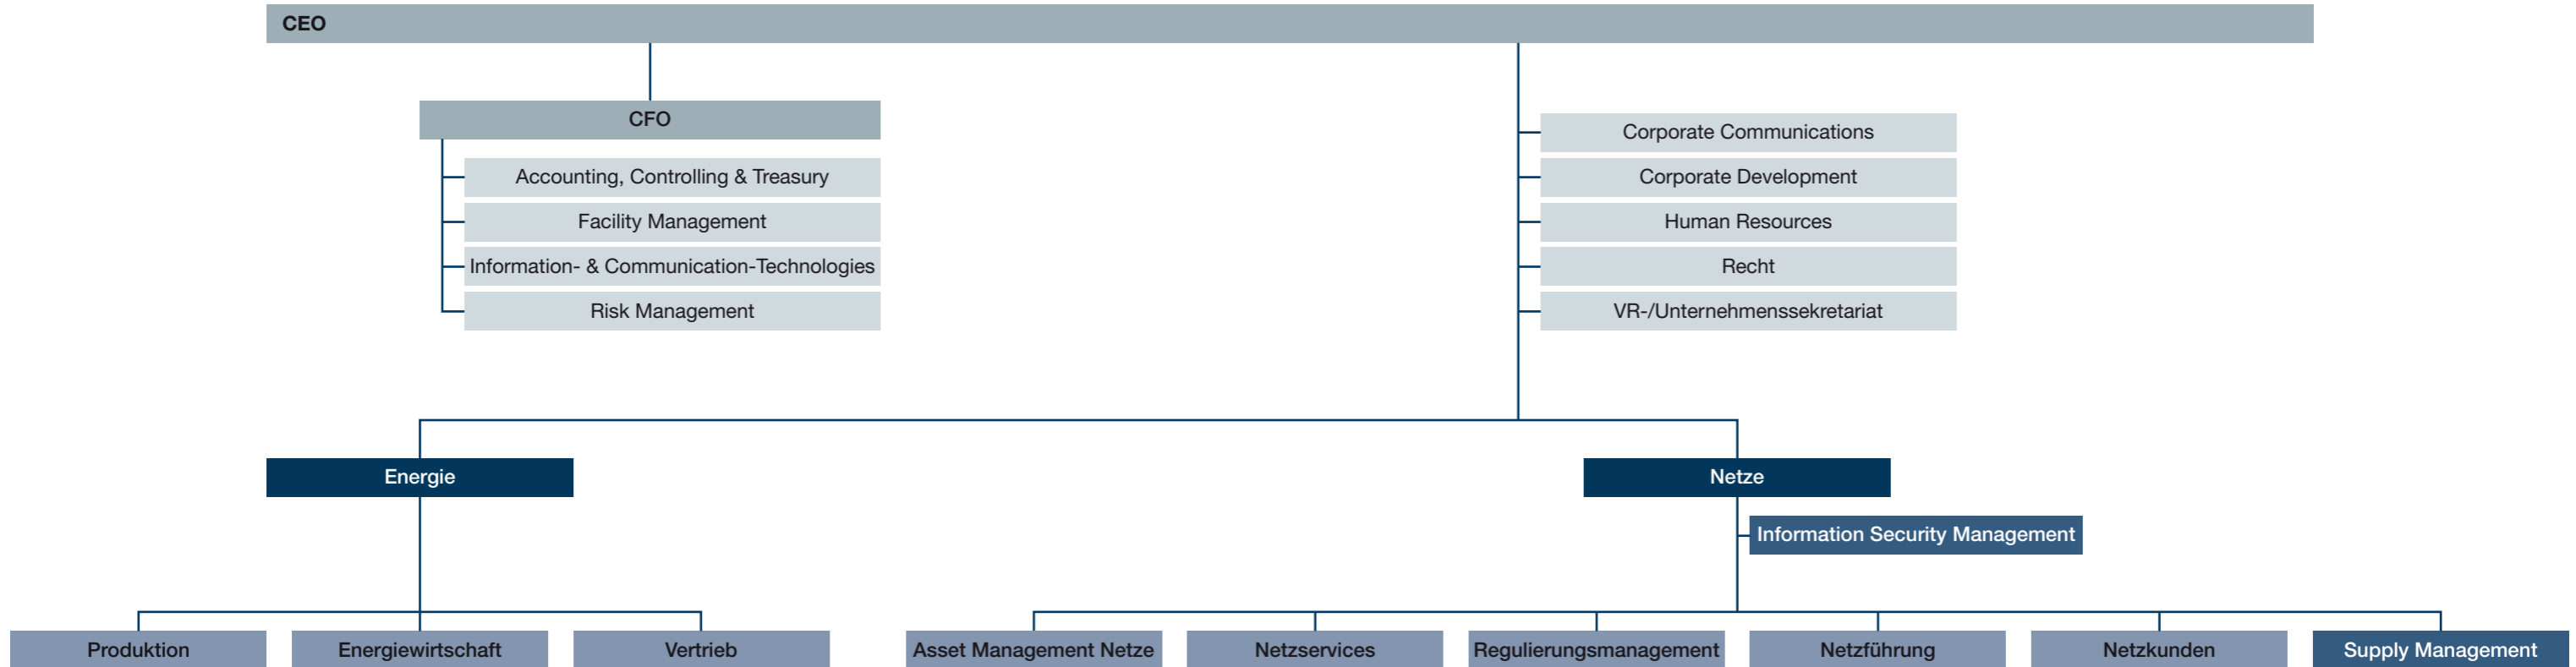 CEO
CFO
Accounting, Controlling & Treasury
Facility Management
Information- & Communication-Technologies
Risk Management
Corporate Communications
Corporate Development
Human Resources
Recht
VR-/Unternehmenssekretariat
Energie
Netze
Information Security Management
Produktion
Energiewirtschaft
Vertrieb
Asset Management Netze
Netzservices
Regulierungsmanagement
Netzführung
Netzkunden
Supply Management